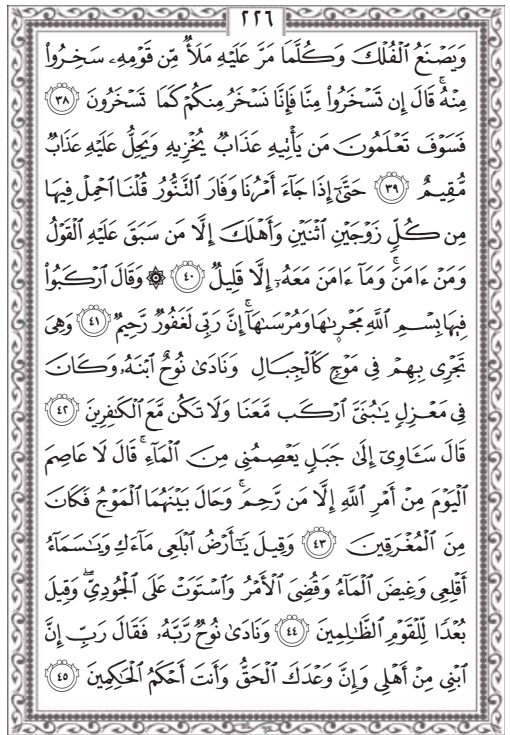 ٢٢٦
وَيَصْنَعُ ٱلْفُلْكَ وَكُلَّمَا مَرَّ عَلَيْهِ مَلَأٌ مِّن قَوْمِهِۦ سَخِرُوا۟
مِنْهُۚ قَالَ إِن تَسْخَرُوا۟ مِنَّا فَإِنَّا نَسْخَرُ مِنكُمْ كَمَا تَسْخَرُونَ ٣٨
فَسَوْفَ تَعْلَمُونَ مَن يَأْتِيهِ عَذَابٌ يُخْزِيهِ وَيَحِلُّ عَلَيْهِ عَذَابٌ
مُّقِيمٌ ٣٩ حَتَّىٰٓ إِذَا جَآءَ أَمْرُنَا وَفَارَ ٱلتَّنُّورُ قُلْنَا ٱحْمِلْ فِيهَا
مِن كُلٍّ زَوْجَيْنِ ٱثْنَيْنِ وَأَهْلَكَ إِلَّا مَن سَبَقَ عَلَيْهِ ٱلْقَوْلُ
وَمَنْ ءَامَنَۚ وَمَآ ءَامَنَ مَعَهُۥٓ إِلَّا قَلِيلٌ ٤٠ ۞ وَقَالَ ٱرْكَبُوا۟
فِيهَا بِسْمِ ٱللَّهِ مَجْر۪ىٰهَا وَمُرْسَىٰهَآۚ إِنَّ رَبِّى لَغَفُورٌ رَّحِيمٌ ٤١ وَهِىَ
تَجْرِى بِهِمْ فِى مَوْجٍ كَٱلْجِبَالِ وَنَادَىٰ نُوحٌ ٱبْنَهُۥ وَكَانَ
فِى مَعْزِلٍ يَٰبُنَىَّ ٱرْكَب مَّعَنَا وَلَا تَكُن مَّعَ ٱلْكَٰفِرِينَ ٤٢
قَالَ سَـَٔاوِىٓ إِلَىٰ جَبَلٍ يَعْصِمُنِى مِنَ ٱلْمَآءِۚ قَالَ لَا عَاصِمَ
ٱلْيَوْمَ مِنْ أَمْرِ ٱللَّهِ إِلَّا مَن رَّحِمَۚ وَحَالَ بَيْنَهُمَا ٱلْمَوْجُ فَكَانَ
مِنَ ٱلْمُغْرَقِينَ ٤٣ وَقِيلَ يَٰٓأَرْضُ ٱبْلَعِى مَآءَكِ وَيَٰسَمَآءُ
أَقْلِعِى وَغِيضَ ٱلْمَآءُ وَقُضِىَ ٱلْأَمْرُ وَٱسْتَوَتْ عَلَى ٱلْجُودِىِّۖ وَقِيلَ
بُعْدًا لِّلْقَوْمِ ٱلظَّٰلِمِينَ ٤٤ وَنَادَىٰ نُوحٌ رَّبَّهُۥ فَقَالَ رَبِّ إِنَّ
ٱبْنِى مِنْ أَهْلِى وَإِنَّ وَعْدَكَ ٱلْحَقُّ وَأَنتَ أَحْكَمُ ٱلْحَٰكِمِينَ ٤٥